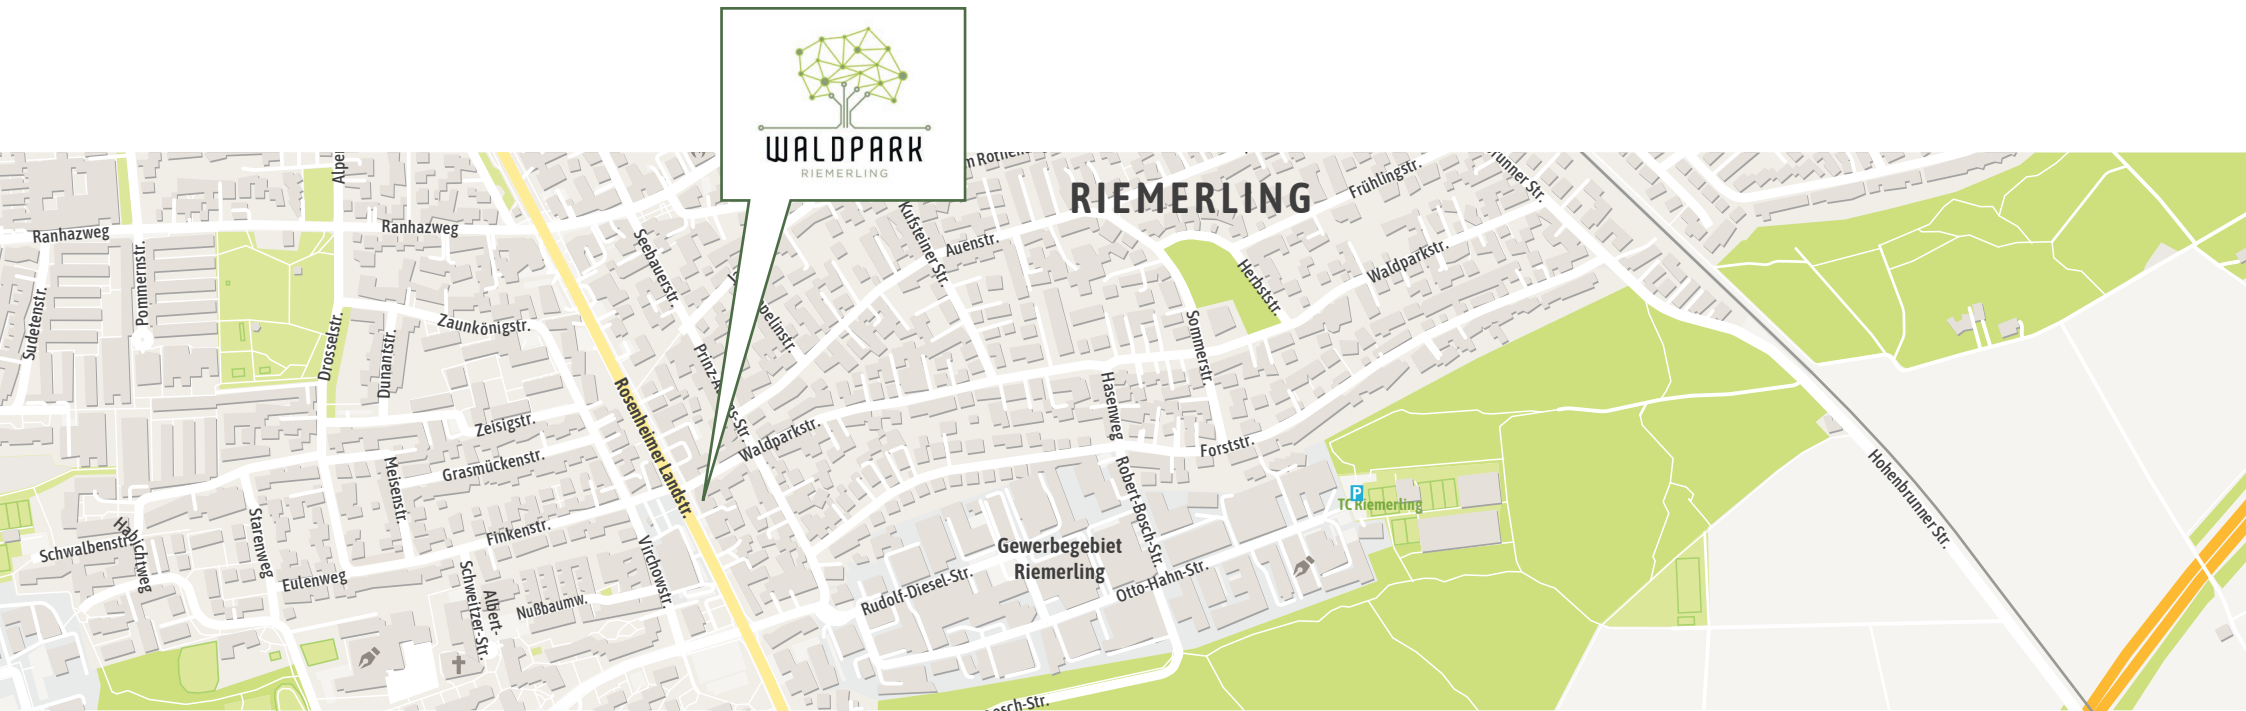 WALDPARK
RIEMERLING
RIEMERLING
Frühlingstr.
Ranhazweg
Ranhazweg
Pommernstr.
Sudetenstr.
Drosselstr.
Dunantstr.
Zaunkönigstr.
Seebauerstr.
Kufsteiner Str.
Auenstr.
Herbststr.
Waldparkstr.
Sommerstr.
Rosenheimer Landstr.
Waldparkstr.
Hasenweg
Forststr.
Zeisigstr.
Grasmückenstr.
Meisenstr.
Starenweg
Habichtweg
Schwalbenstr.
Finkenstr.
Eulenweg
Virchowstr.
Nußbaumw.
Albert-
Schweitzer-Str.
Robert-Bosch-Str.
P
TC Riemerling
Gewerbegebiet
Riemerling
Rudolf-Diesel-Str.
Otto-Hahn-Str.
Hohenbrunner Str.